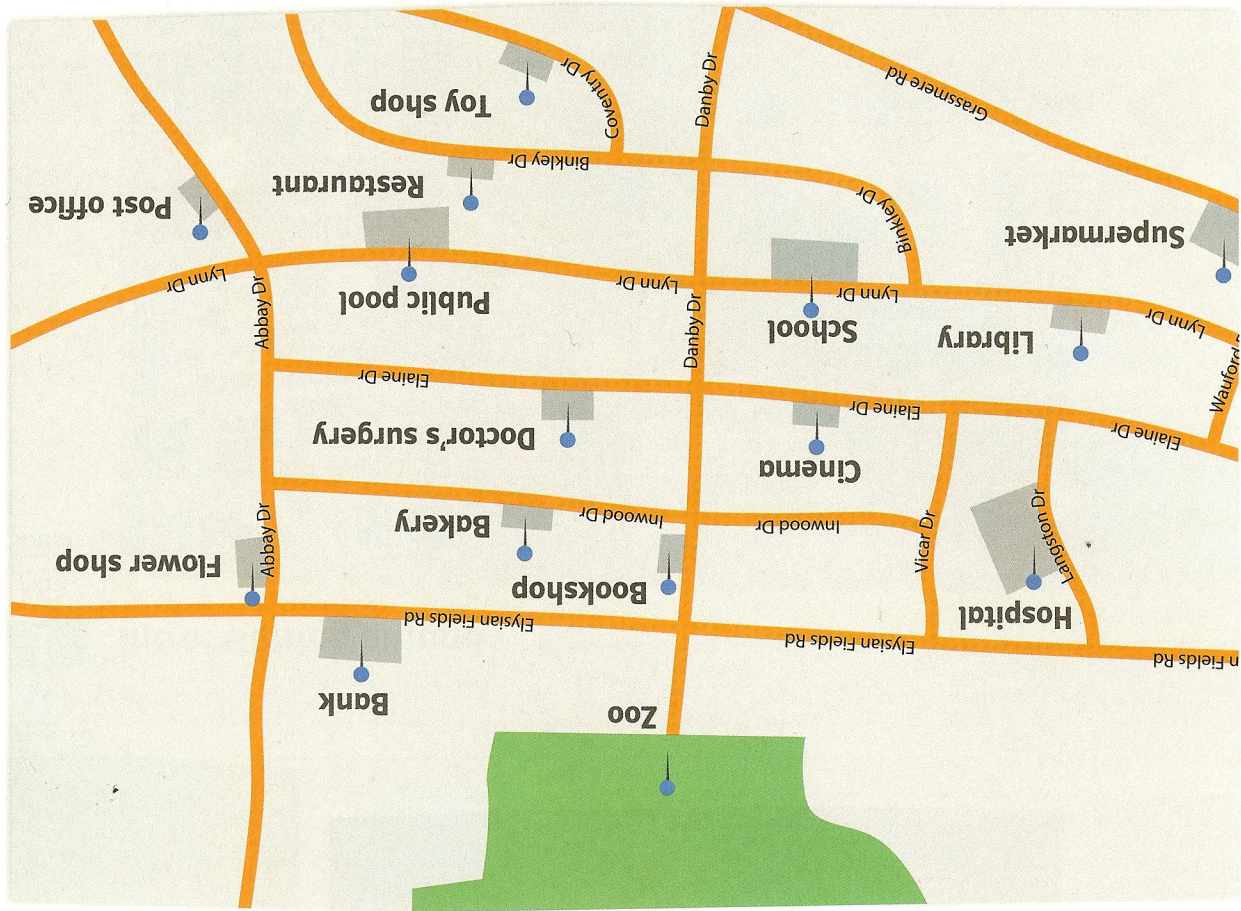 Zoo
Bank
n Fields Rd
Elysian Fields Rd
Elysian Fields Rd
Hospital
Bookshop
Flower shop
Langston Dr
Vicar Dr
Abbay Dr
Inwood Dr
Inwood Dr
Bakery
Cinema
Doctor's surgery
Elaine Dr
Elaine Dr
Elaine Dr
Wauford
Library
School
Danby Dr
Public pool
Abbay Dr
Lynn Dr
Lynn Dr
Lynn Dr
Lynn Dr
Supermarket
Binkley Dr
Post office
Restaurant
Binkley Dr
Coventry Dr
Toy shop
Danby Dr
Grassmere Rd